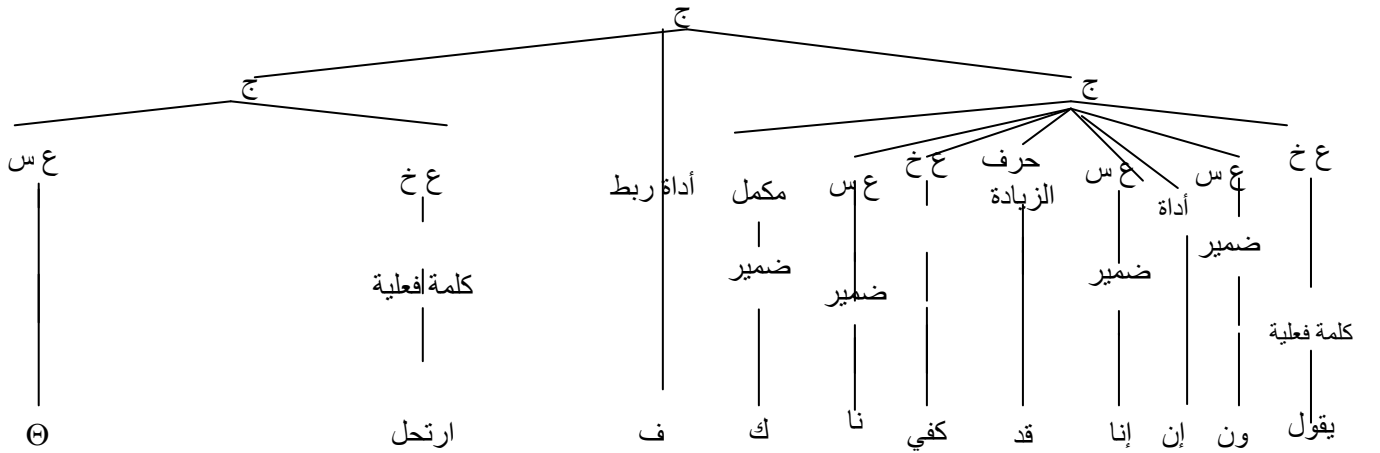 ج
ج ج
ع خ ع س أداة ع س حرف الزيادة ع خ ع س مكمل أداة ربط ع خ ع س
ضمير ضمير ضمير ضمير كلمة فعلية
كلمة فعلية
يقول ون إن إنا قد كفي نا ك ف ارتحل Θ